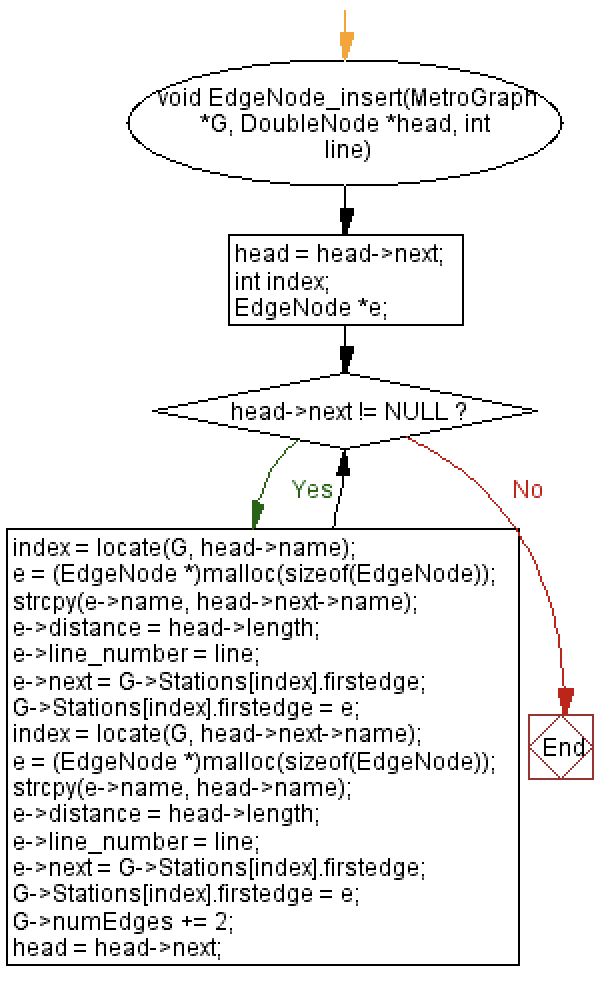 void EdgeNode_insert(MetroGraph
*G, DoubleNode *head, int
line)
head = head->next;
int index;
EdgeNode *e;
head->next != NULL ?
Yes
No
index = locate(G, head->name);
e = (EdgeNode *)malloc(sizeof(EdgeNode));
strcpy(e->name, head->next->name);
e->distance = head->length;
e->line_number = line;
e->next = G->Stations[index].firstedge;
G->Stations[index].firstedge = e;
index = locate(G, head->next->name);
e = (EdgeNode *)malloc(sizeof(EdgeNode));
strcpy(e->name, head->name);
e->distance = head->length;
e->line_number = line;
e->next = G->Stations[index].firstedge;
G->Stations[index].firstedge = e;
G->numEdges += 2;
head = head->next;
End